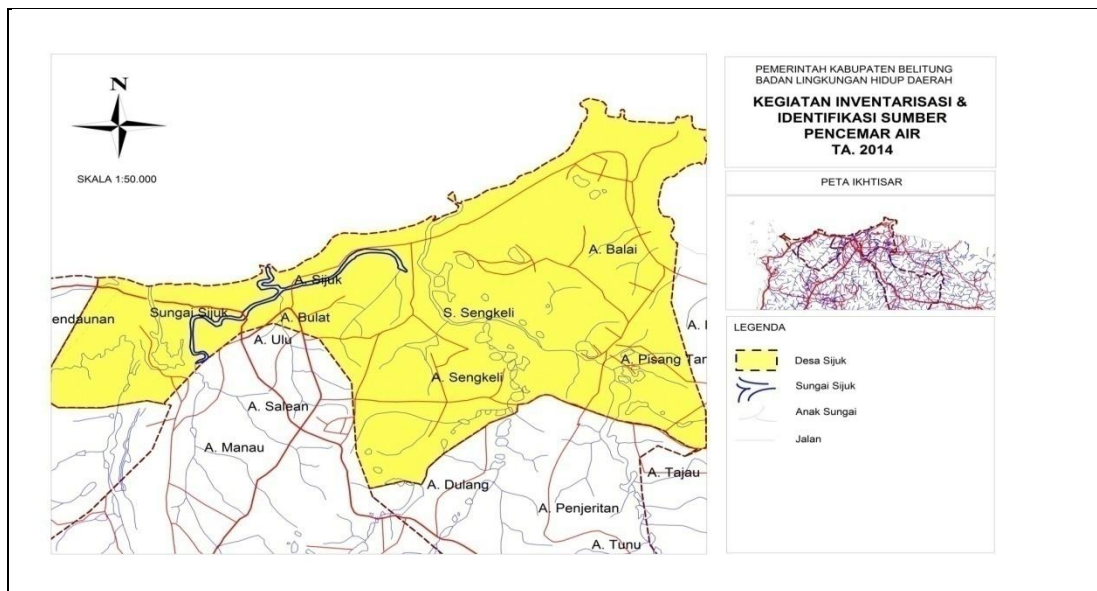 N
SKALA 1:50.000
A. Balai
A. Sijuk
Sungai Sijuk
endaunan
A. Bulat
S. Sengkeli
A. Ulu
A. Pisang Tan
A. Sengkeli
A. Salean
A. Manau
A. Dulang
A. Tajau
A. Penjeritan
A. Tunu
PEMERINTAH KABUPATEN BELITUNG
BADAN LINGKUNGAN HIDUP DAERAH
KEGIATAN INVENTARISASI &
IDENTIFIKASI SUMBER
PENCEMAR AIR
TA. 2014
PETA IKHTISAR
LEGENDA
Desa Sijuk
Sungai Sijuk
Anak Sungai
Jalan